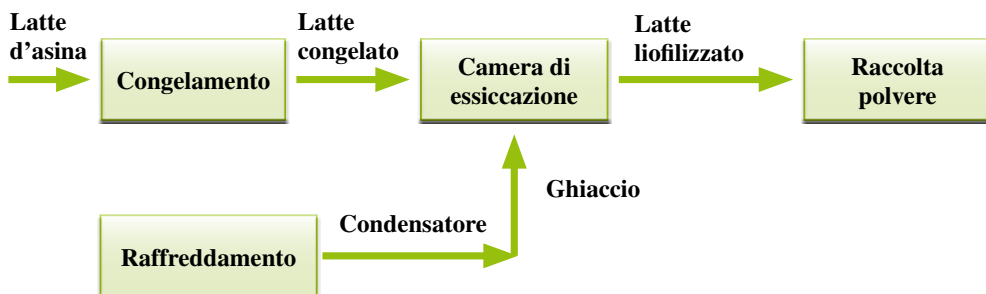 Latte
d'asina
Congelamento
Latte
congelato
Camera di
essiccazione
Latte
liofilizzato
Raccolta
polvere
Ghiaccio
Condensatore
Raffreddamento